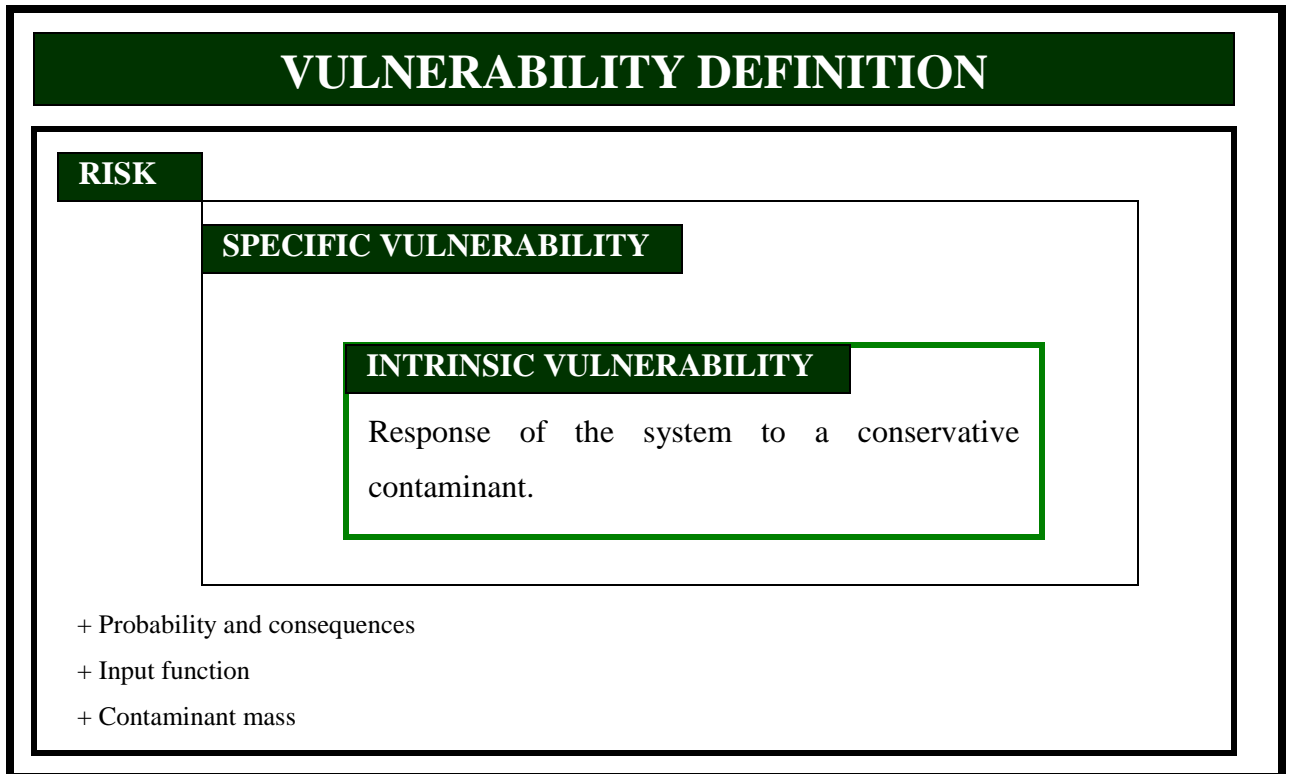 VULNERABILITY DEFINITION
RISK
SPECIFIC VULNERABILITY
INTRINSIC VULNERABILITY
Response of the system to a conservative
contaminant.
+ Probability and consequences
+ Input function
+ Contaminant mass